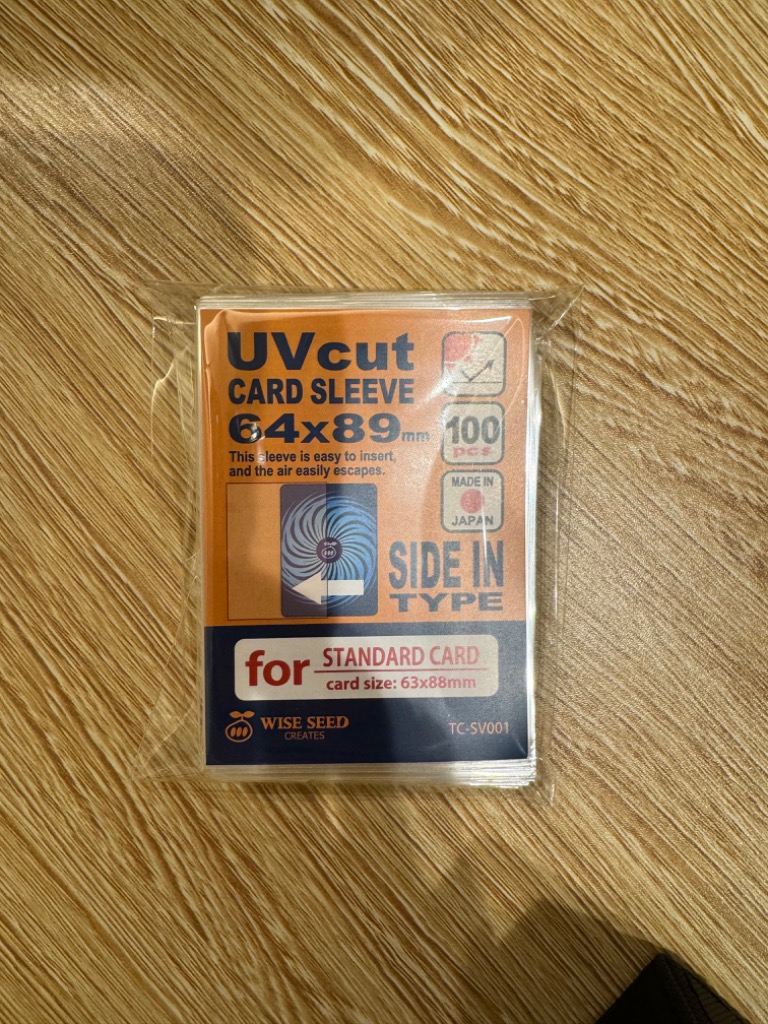 UVcut
CARD SLEEVE
64x89mm
This sleeve is easy to insert,
and the air easily escapes.
100
pcs
MADE IN
JAPAN
SIDE IN
TYPE
for STANDARD CARD
card size: 63x88mm
WISE SEED
CREATES
TC-SV001